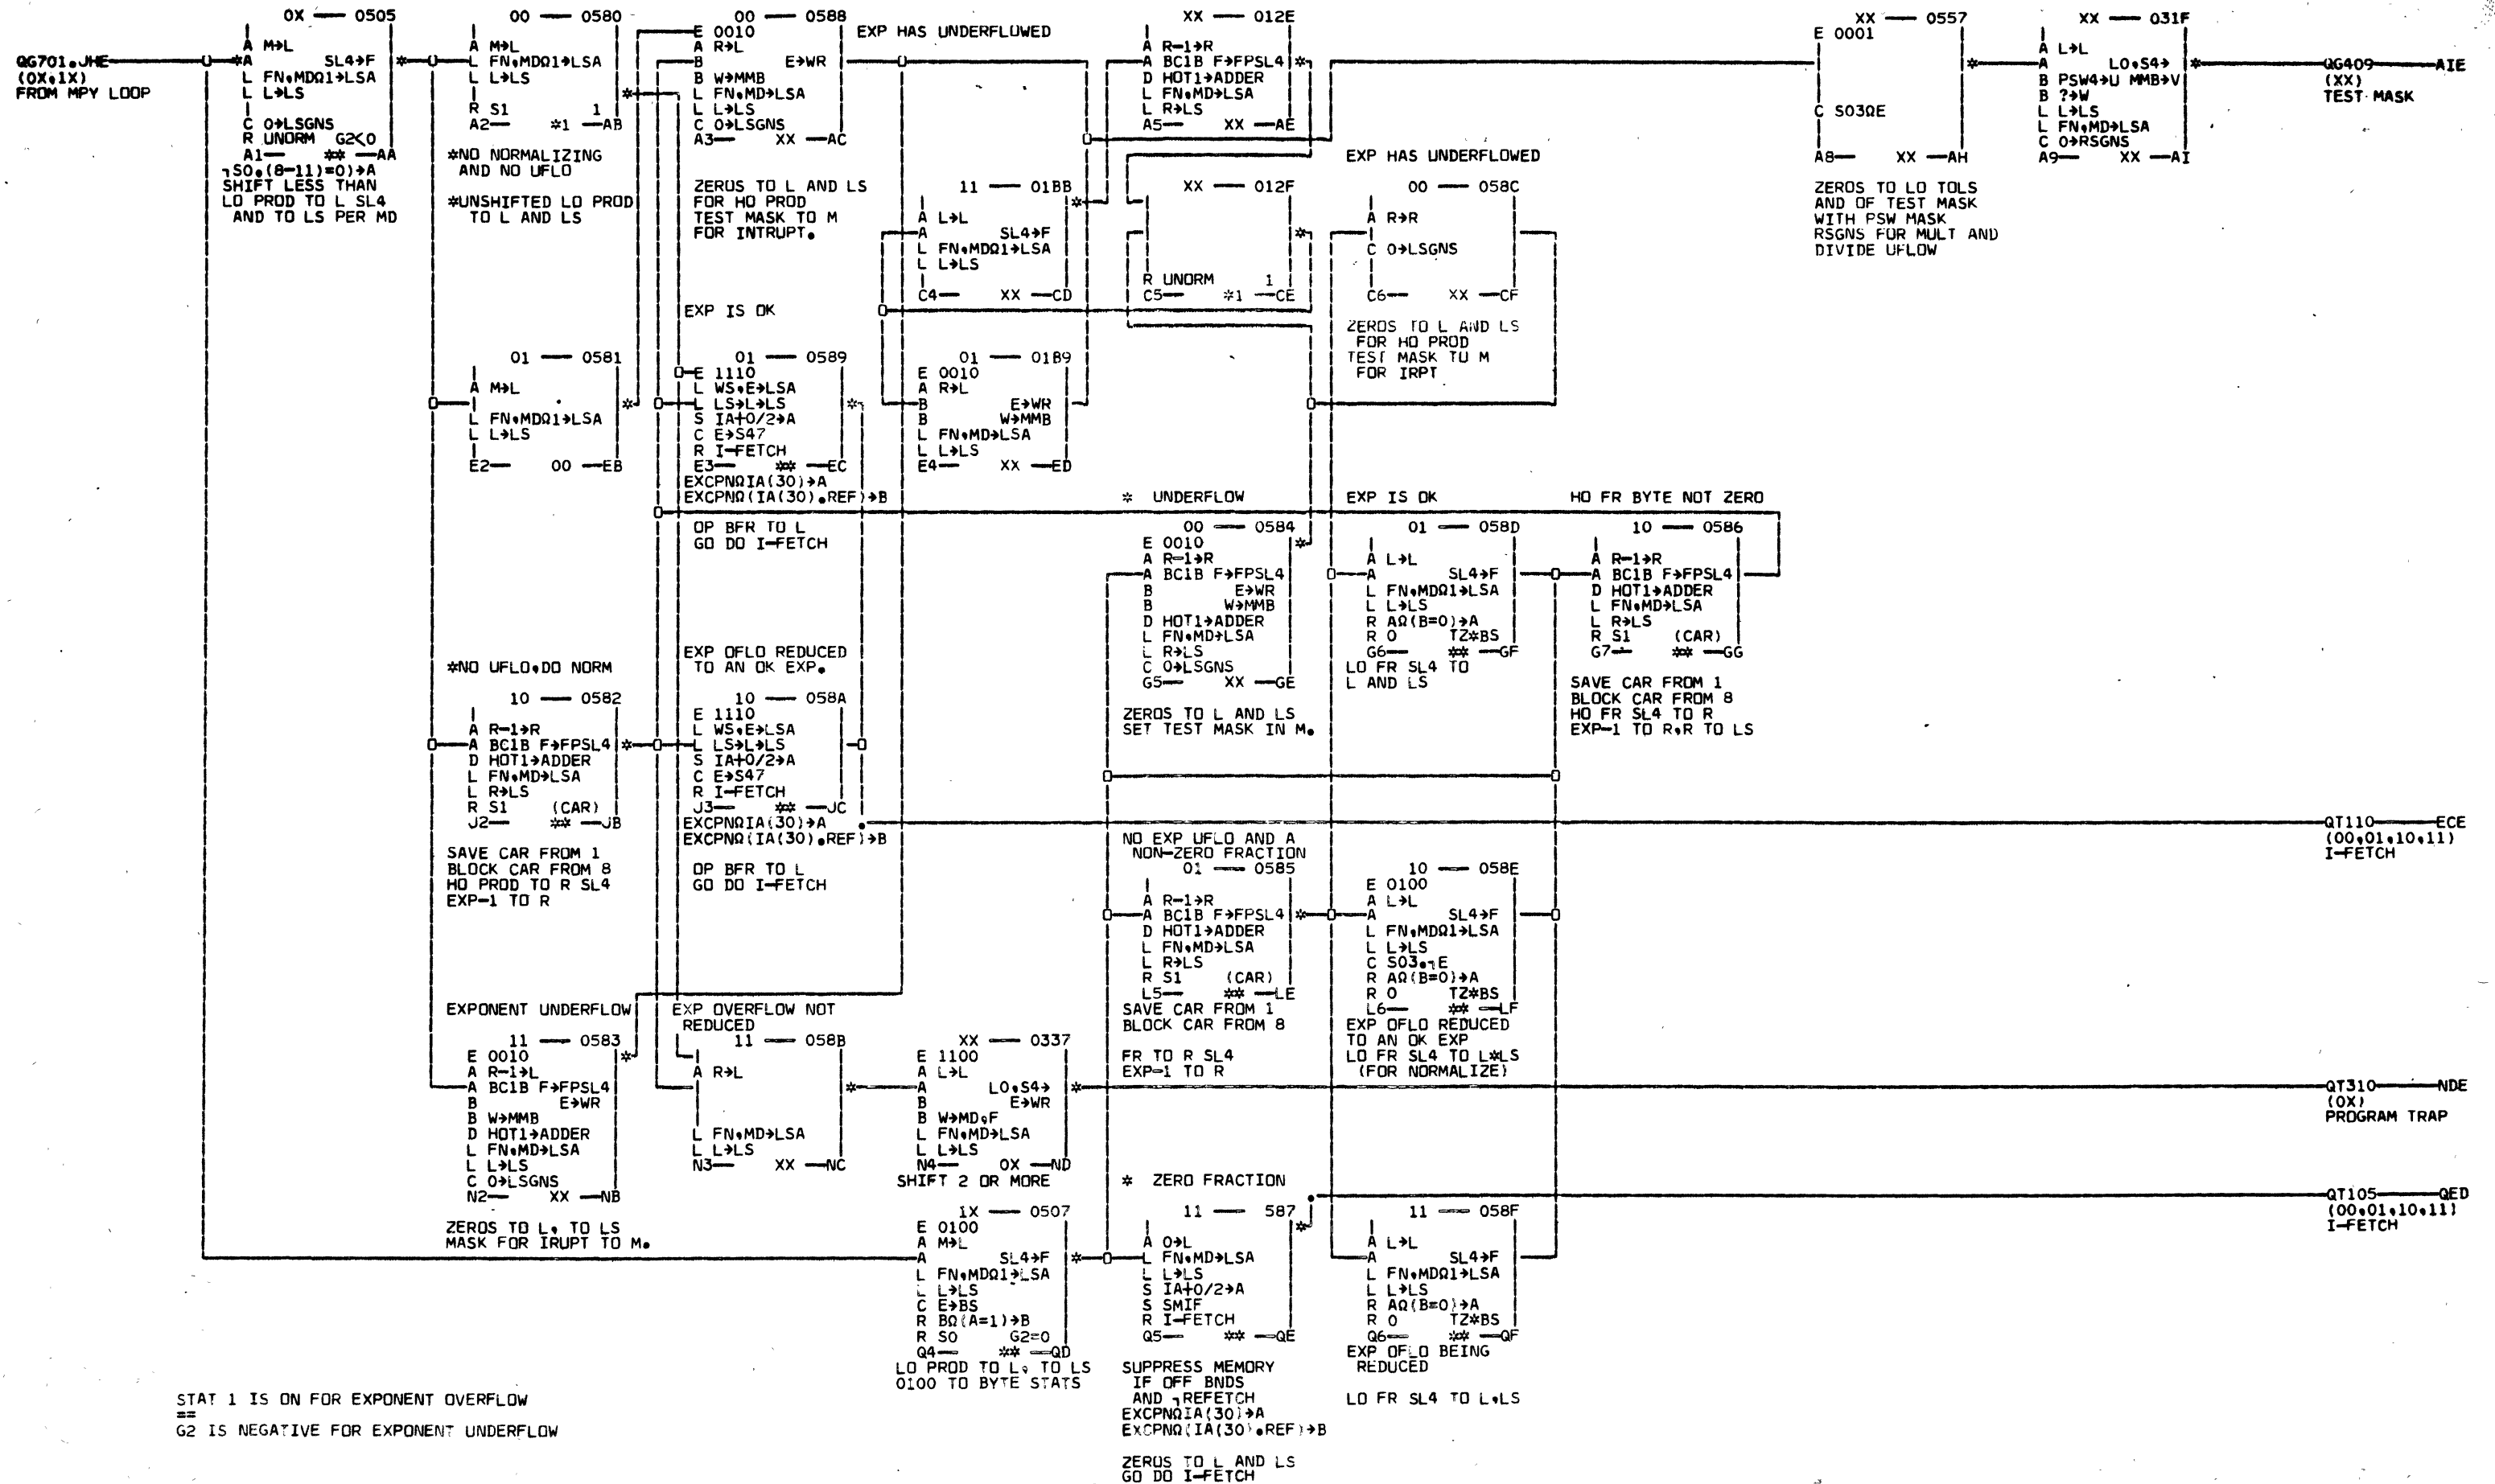 QG701.JHE
(0X,1X)
FROM MPY LOOP
0X — 0505
A M→L
*A SL4→F *
L FN,MDΩ1→LSA
L L→LS
C 0→LSGNS
R UNORM G2<0
A1— ** —AA
¬S0.(8-11)=0)→A
SHIFT LESS THAN
LO PROD TO L SL4
AND TO LS PER MD
00 — 0580
A M→L
L FN,MDΩ1→LSA
L L→LS
*
R S1 1
A2— *1 —AB
*NO NORMALIZING
AND NO UFLO
*UNSHIFTED LO PROD
TO L AND LS
00 — 0588
E 0010
A R→L
B E→WR
B W→MMB
L FN,MD→LSA
L L→LS
C 0→LSGNS
A3— XX —AC
EXP HAS UNDERFLOWED
ZEROS TO L AND LS
FOR HO PROD
TEST MASK TO M
FOR INTRUPT.
XX — 012E
A R-1→R
A BC1B F→FPSL4 *
D HOT1→ADDER
L FN,MD→LSA
L R→LS
A5— XX —AE
XX — 0557
E 0001
*
C S03ΩE
A8— XX —AH
ZEROS TO LO TOLS
AND OF TEST MASK
WITH PSW MASK
RSGNS FOR MULT AND
DIVIDE UFLOW
XX — 031F
A L→L
A L0,S4→ *
B PSW4→U MMB→V
B ?→W
L L→LS
L FN,MD→LSA
C 0→RSGNS
A9— XX —AI
QG409 — AIE
(XX)
TEST MASK
11 — 01BB
*
A L→L
A SL4→F
L FN,MDΩ1→LSA
L L→LS
C4— XX —CD
XX — 012F
*
R UNORM 1
C5— *1 —CE
EXP HAS UNDERFLOWED
00 — 058C
A R→R
C 0→LSGNS
C6— XX —CF
ZEROS TO L AND LS
FOR HO PROD
TEST MASK TO M
FOR IRPT
01 — 0581
A M→L
*
L FN,MDΩ1→LSA
L L→LS
E2— 00 —EB
EXP IS OK
01 — 0589
E 1110
L WS,E→LSA
L LS→L→LS *
S IA+0/2→A
C E→S47
R I-FETCH
E3— ** —EC
EXCPNΩIA(30)→A
EXCPNΩ(IA(30).REF)→B
OP BFR TO L
GO DO I-FETCH
01 — 01B9
E 0010
A R→L
B E→WR
B W→MMB
L FN,MD→LSA
L L→LS
E4— XX —ED
* UNDERFLOW
00 — 0584
E 0010 *
A R-1→R
A BC1B F→FPSL4
B E→WR
B W→MMB
D HOT1→ADDER
L FN,MD→LSA
L R→LS
C 0→LSGNS
G5— XX —GE
ZEROS TO L AND LS
SET TEST MASK IN M.
EXP IS OK
01 — 058D
A L→L
A SL4→F
L FN,MDΩ1→LSA
L L→LS
R AΩ(B=0)→A
R 0 TZ*BS
G6— ** —GF
LO FR SL4 TO
L AND LS
HO FR BYTE NOT ZERO
10 — 0586
A R-1→R
A BC1B F→FPSL4
D HOT1→ADDER
L FN,MD→LSA
L R→LS
R S1 (CAR)
G7— ** —GG
SAVE CAR FROM 1
BLOCK CAR FROM 8
HO FR SL4 TO R
EXP-1 TO R,R TO LS
*NO UFLO,DO NORM
10 — 0582
A R-1→R
A BC1B F→FPSL4 *
D HOT1→ADDER
L FN,MD→LSA
L R→LS
R S1 (CAR)
J2— ** —JB
SAVE CAR FROM 1
BLOCK CAR FROM 8
HO PROD TO R SL4
EXP-1 TO R
EXP OFLO REDUCED
TO AN OK EXP.
10 — 058A
E 1110
L WS,E→LSA
L LS→L→LS
S IA+0/2→A
C E→S47
R I-FETCH
J3— ** —JC
EXCPNΩIA(30)→A
EXCPNΩ(IA(30).REF)→B
OP BFR TO L
GO DO I-FETCH
QT110 — ECE
(00,01,10,11)
I-FETCH
NO EXP UFLO AND A
NON-ZERO FRACTION
01 — 0585
A R-1→R
A BC1B F→FPSL4 *
D HOT1→ADDER
L FN,MD→LSA
L R→LS
R S1 (CAR)
L5— ** —LE
SAVE CAR FROM 1
BLOCK CAR FROM 8
FR TO R SL4
EXP-1 TO R
10 — 058E
E 0100
A L→L
A SL4→F
L FN,MDΩ1→LSA
L L→LS
C S03.¬E
R AΩ(B=0)→A
R 0 TZ*BS
L6— ** —LF
EXP OFLO REDUCED
TO AN OK EXP
LO FR SL4 TO L*LS
(FOR NORMALIZE)
EXPONENT UNDERFLOW
11 — 0583
E 0010 *
A R-1→L
A BC1B F→FPSL4
B E→WR
B W→MMB
D HOT1→ADDER
L FN,MD→LSA
L L→LS
C 0→LSGNS
N2— XX —NB
ZEROS TO L, TO LS
MASK FOR IRUPT TO M.
EXP OVERFLOW NOT
REDUCED
11 — 058B
A R→L
*
L FN,MD→LSA
L L→LS
N3— XX —NC
XX — 0337
E 1100
A L→L
A L0,S4→ *
B E→WR
B W→MD,F
L FN,MD→LSA
L L→LS
N4— 0X —ND
SHIFT 2 OR MORE
QT310 — NDE
(0X)
PROGRAM TRAP
1X — 0507
E 0100
A M→L
A SL4→F *
L FN,MDΩ1→LSA
L L→LS
C E→BS
R BΩ(A=1)→B
R S0 G2=0
Q4— ** —QD
LO PROD TO L, TO LS
0100 TO BYTE STATS
* ZERO FRACTION
11 — 587
*
A 0→L
L FN,MD→LSA
L L→LS
S IA+0/2→A
S SMIF
R I-FETCH
Q5— ** —QE
SUPPRESS MEMORY
IF OFF BNDS
AND ¬REFETCH
EXCPNΩIA(30)→A
EXCPNΩ(IA(30).REF)→B
ZEROS TO L AND LS
GO DO I-FETCH
11 — 058F
A L→L
A SL4→F
L FN,MDΩ1→LSA
L L→LS
R AΩ(B=0)→A
R 0 TZ*BS
Q6— ** —QF
EXP OFLO BEING
REDUCED
LO FR SL4 TO L,LS
QT105 — QED
(00,01,10,11)
I-FETCH
STAT 1 IS ON FOR EXPONENT OVERFLOW
==
G2 IS NEGATIVE FOR EXPONENT UNDERFLOW